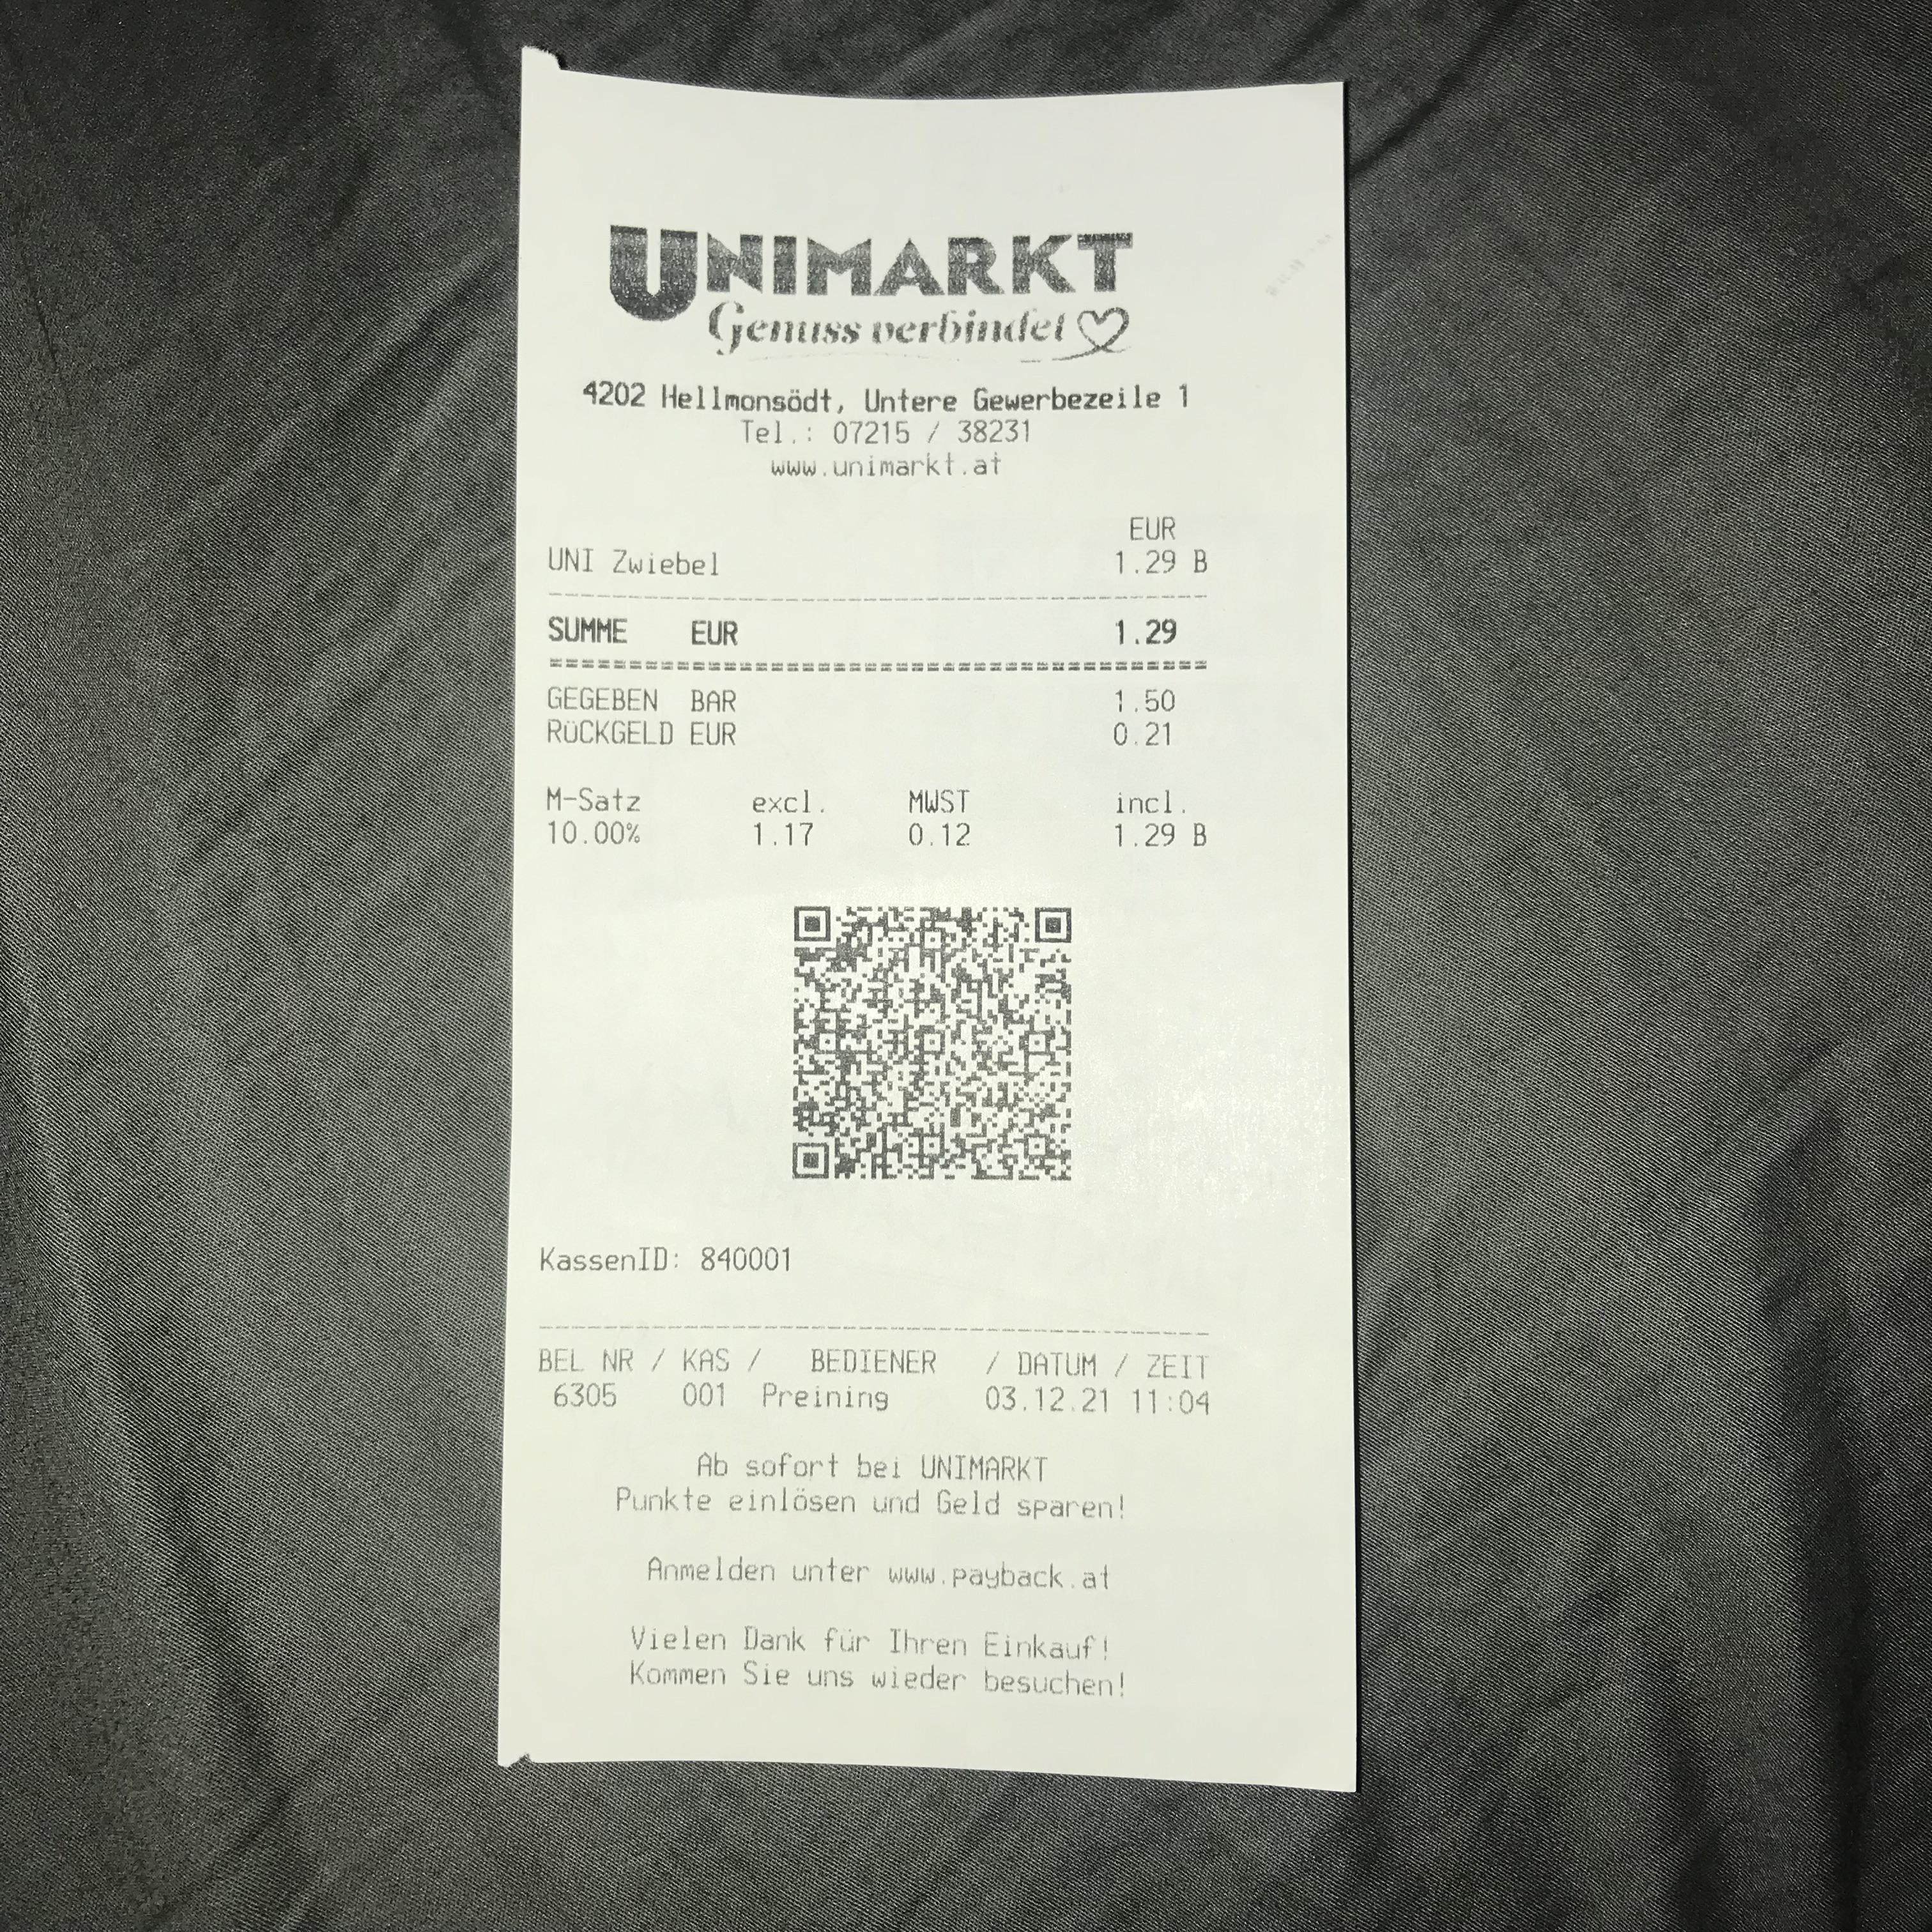 UNIMARKT
Genuss verbindet
4202 Hellmonsödt, Untere Gewerbezeile 1
Tel.: 07215 / 38231
www.unimarkt.at
EUR
UNI Zwiebel 1.29 B
SUMME EUR 1.29
GEGEBEN BAR 1.50
RÜCKGELD EUR 0.21
M-Satz excl. MWST incl.
10.00% 1.17 0.12 1.29 B
KassenID: 840001
BEL NR / KAS / BEDIENER / DATUM / ZEIT
6305 001 Preining 03.12.21 11:04
Ab sofort bei UNIMARKT
Punkte einlösen und Geld sparen!
Anmelden unter www.payback.at
Vielen Dank für Ihren Einkauf!
Kommen Sie uns wieder besuchen!